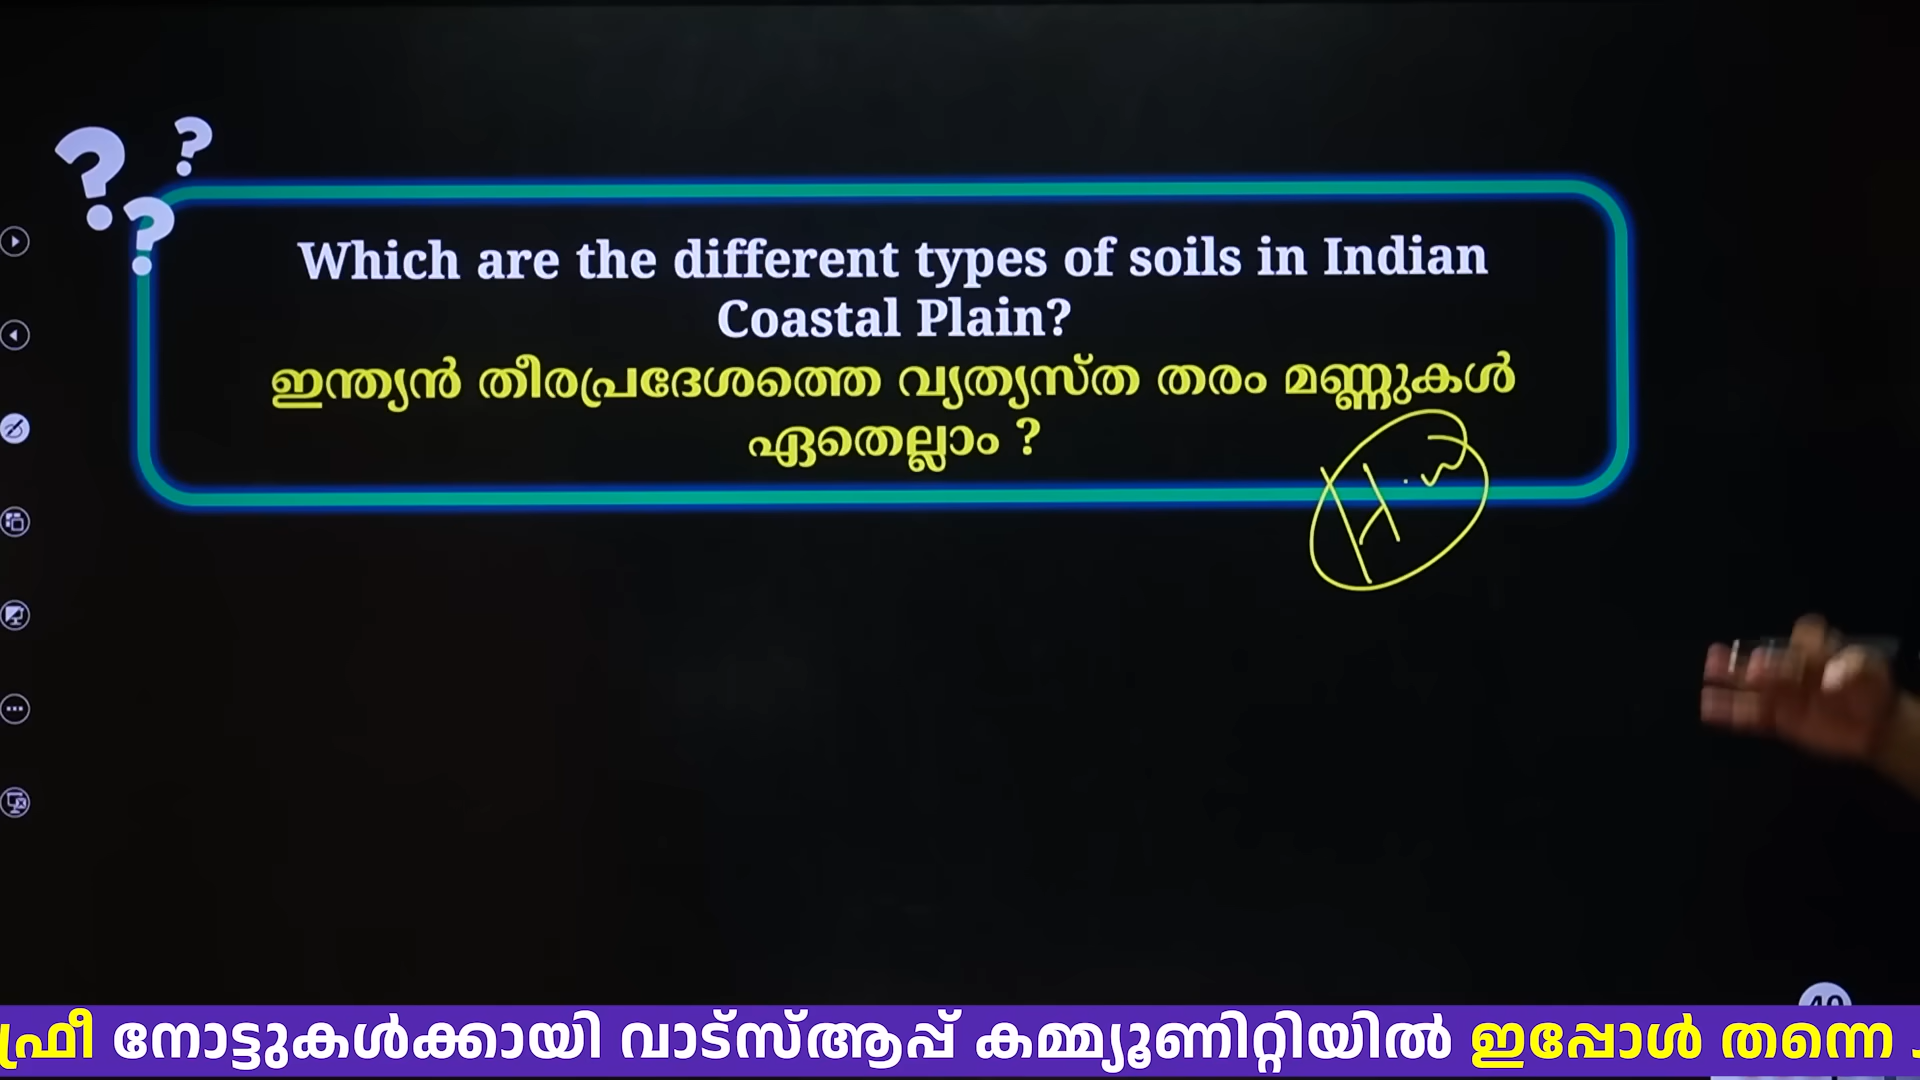 ? ? ?
Which are the different types of soils in Indian
Coastal Plain?
ഇന്ത്യൻ തീരപ്രദേശത്തെ വ്യത്യസ്ത തരം മണ്ണുകൾ
ഏതെല്ലാം ?
H.w
ഫ്രീ നോട്ടുകൾക്കായി വാട്സ്ആപ്പ് കമ്മ്യൂണിറ്റിയിൽ ഇപ്പോൾ തന്നെ